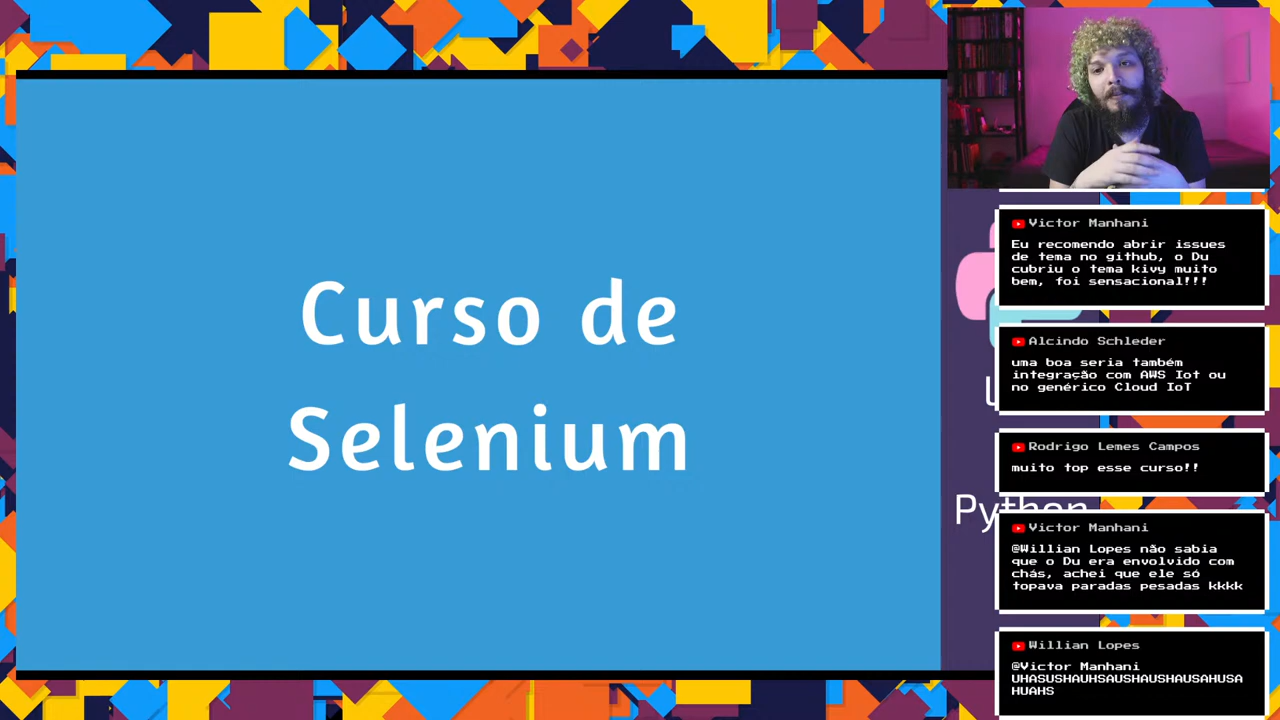 Curso de
Selenium
Python
Victor Manhani
Eu recomendo abrir issues
de tema no github, o Du
cubriu o tema kivy muito
bem, foi sensacional!!!
Alcindo Schleder
uma boa seria também
integração com AWS Iot ou
no genérico Cloud IoT
Rodrigo Lemes Campos
muito top esse curso!!
Victor Manhani
@Willian Lopes não sabia
que o Du era envolvido com
chás, achei que ele só
topava paradas pesadas kkkk
Willian Lopes
@Victor Manhani
UHASUSHAUHSAUSHAUSHAUSAHUSA
HUAHS